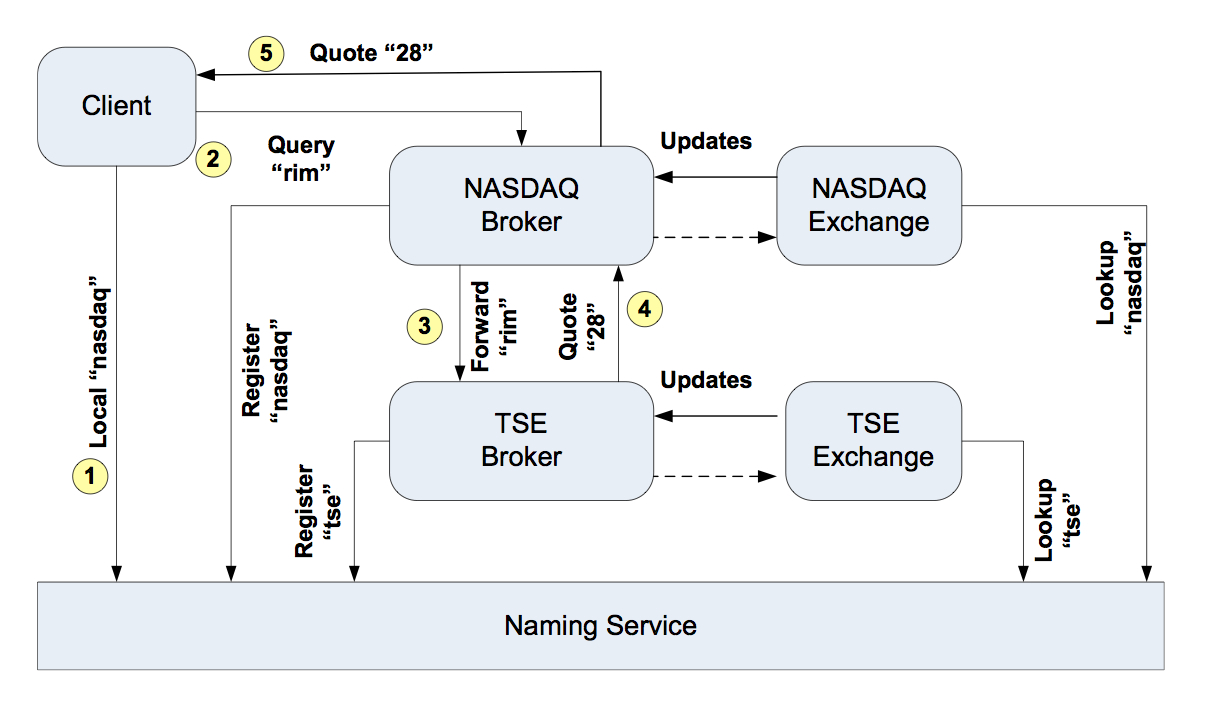 5
Quote “28”
Client
2
Query
“rim”
Updates
NASDAQ
Broker
NASDAQ
Exchange
1
Local “nasdaq”
Register
“nasdaq”
3
Forward
“rim”
Quote
“28”
4
Lookup
“nasdaq”
Updates
TSE
Broker
TSE
Exchange
Register
“tse”
Lookup
“tse”
Naming Service